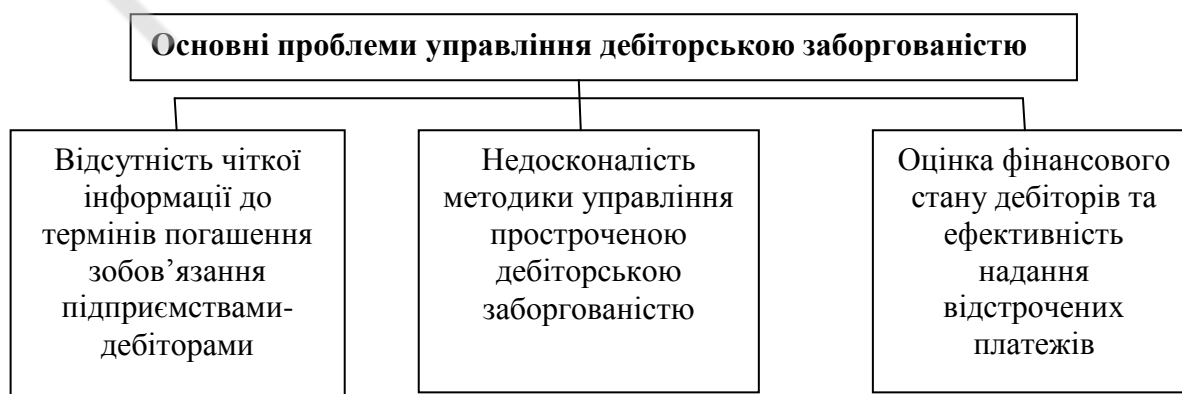 Основні проблеми управління дебіторською заборгованістю
Відсутність чіткої
інформації до
термінів погашення
зобов’язання
підприємствами-
дебіторами
Недосконалість
методики управління
простроченою
дебіторською
заборгованістю
Оцінка фінансового
стану дебіторів та
ефективність
надання
відстрочених
платежів